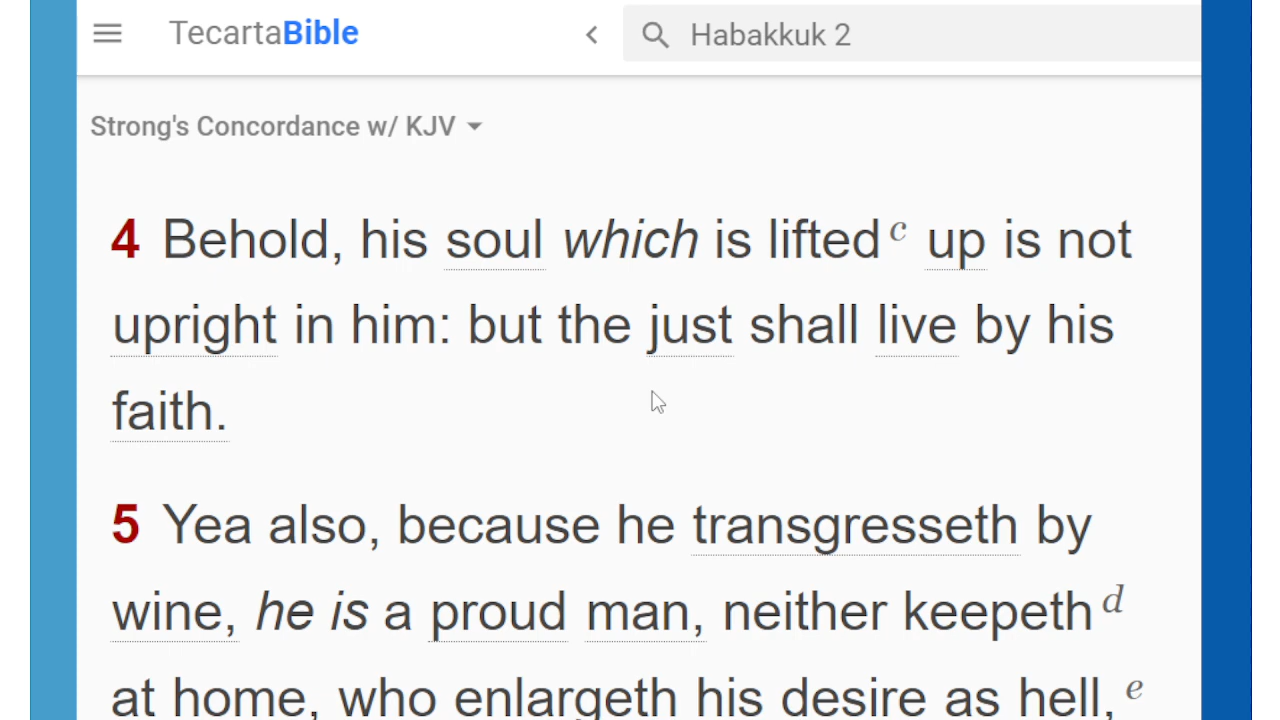 TecartaBible
Habakkuk 2
Strong's Concordance w/ KJV
4 Behold, his soul which is lifted c up is not
upright in him: but the just shall live by his
faith.
5 Yea also, because he transgresseth by
wine, he is a proud man, neither keepeth d
at home, who enlargeth his desire as hell, e